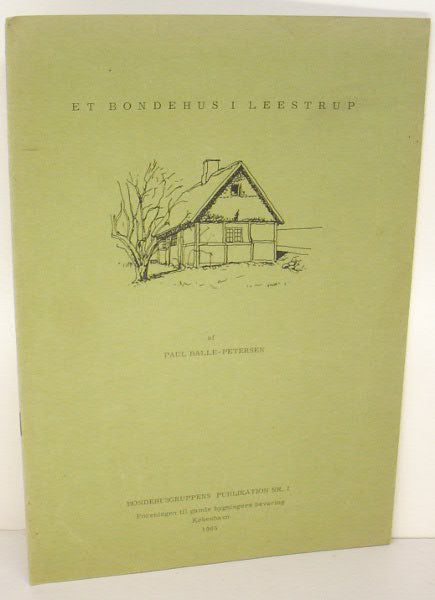 ET BONDEHUS I LEESTRUP
af
PAUL BALLE-PETERSEN
BONDEHUSGRUPPENS PUBLIKATION NR. 1
Foreningen til gamle bygningers bevaring
København